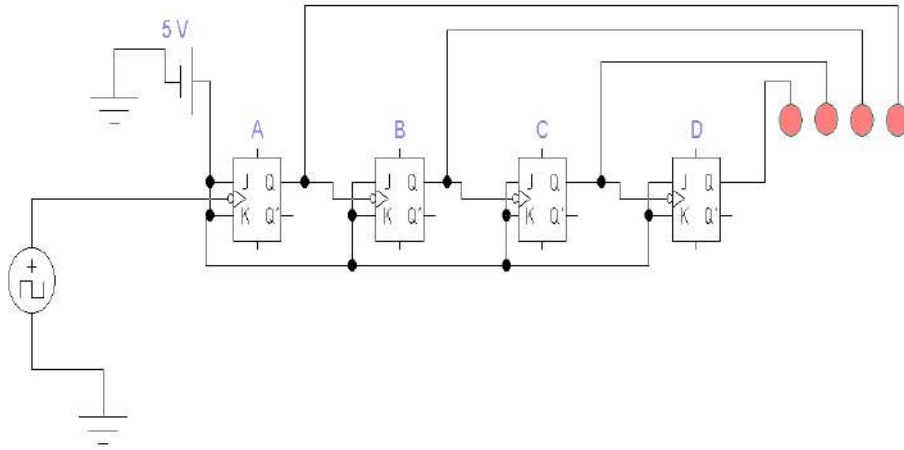 5 V
A B C D
J Q J Q J Q J Q
K Q' K Q' K Q' K Q'
+